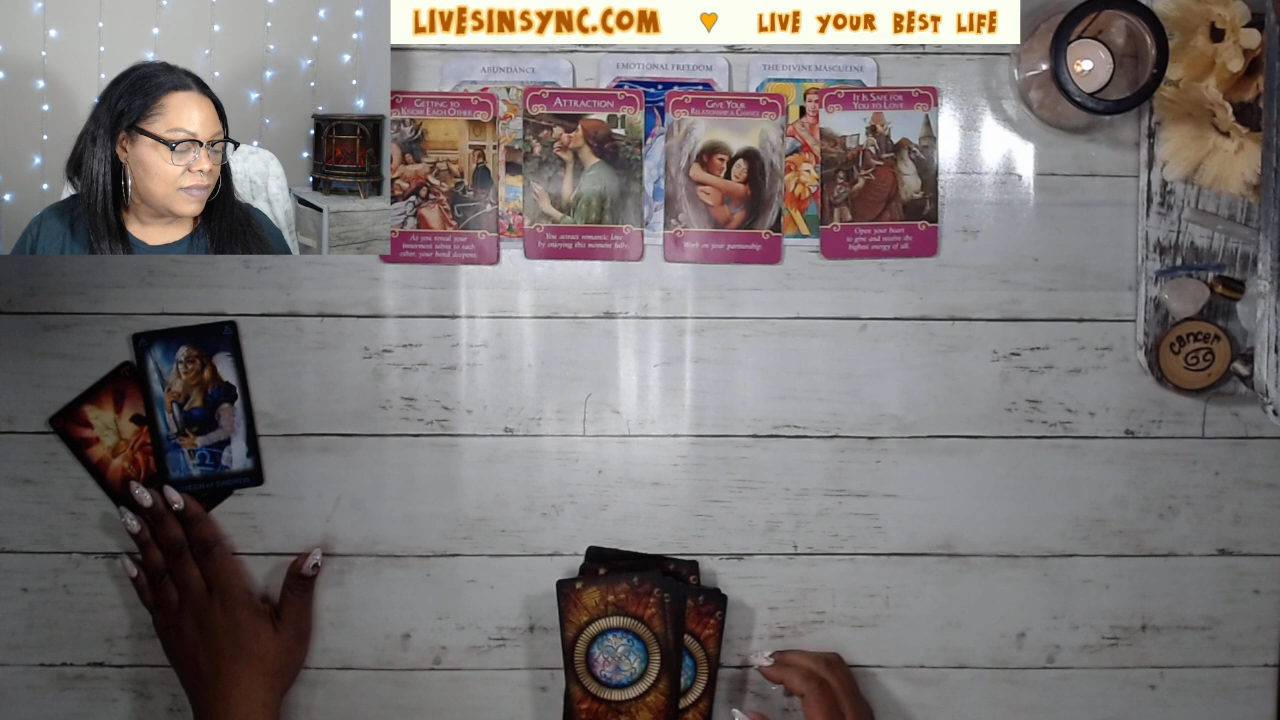 LIVESINSYNC.COM 🧡 LIVE YOUR BEST LIFE
ABUNDANCE
EMOTIONAL FREEDOM
THE DIVINE MASCULINE
GETTING TO
KNOW EACH OTHER
As you reveal your
innermost selves to each
other, your bond deepens.
ATTRACTION
You attract romantic love
by enjoying this moment fully.
GIVE YOUR
RELATIONSHIP A CHANCE
Work on your partnership.
IT IS SAFE FOR
YOU TO LOVE
Open your heart
to give and receive the
highest energy of all.
QUEEN of SWORDS
cancer